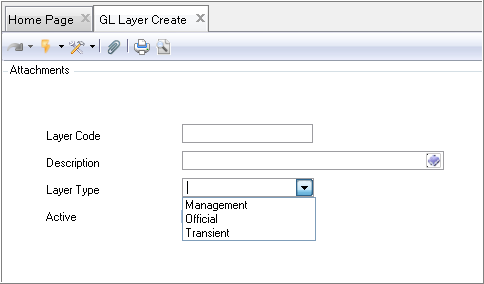 Home Page GL Layer Create
Attachments
Layer Code
Description
Layer Type
Management
Active
Official
Transient